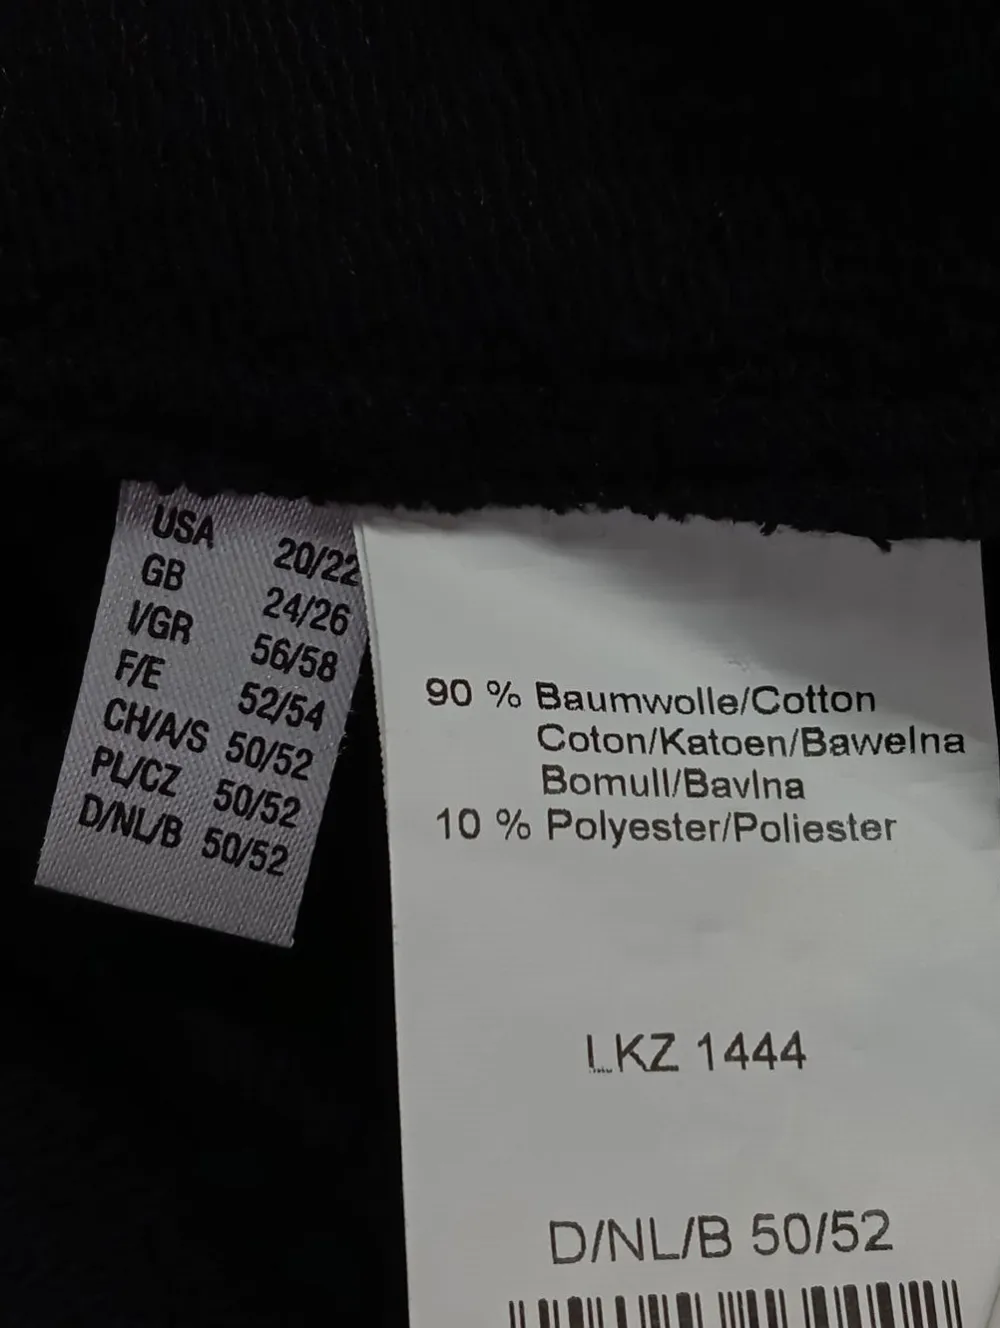 USA 20/22
GB 24/26
I/GR 56/58
F/E 52/54
CH/A/S 50/52
PL/CZ 50/52
D/NL/B 50/52
90 % Baumwolle/Cotton
Coton/Katoen/Bawelna
Bomull/Bavlna
10 % Polyester/Poliester
LKZ 1444
D/NL/B 50/52